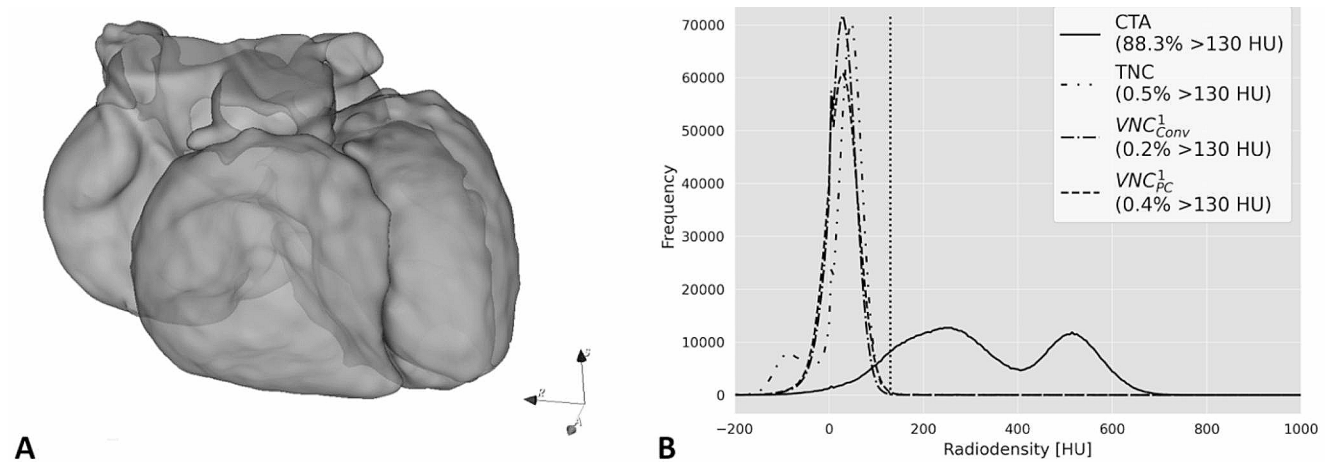 A
R
A
B
70000
60000
50000
40000
30000
20000
10000
0
Frequency
−200
0
200
400
600
800
1000
Radiodensity [HU]
CTA
(88.3% >130 HU)
TNC
(0.5% >130 HU)
VNC¹Conv
(0.2% >130 HU)
VNC¹PC
(0.4% >130 HU)